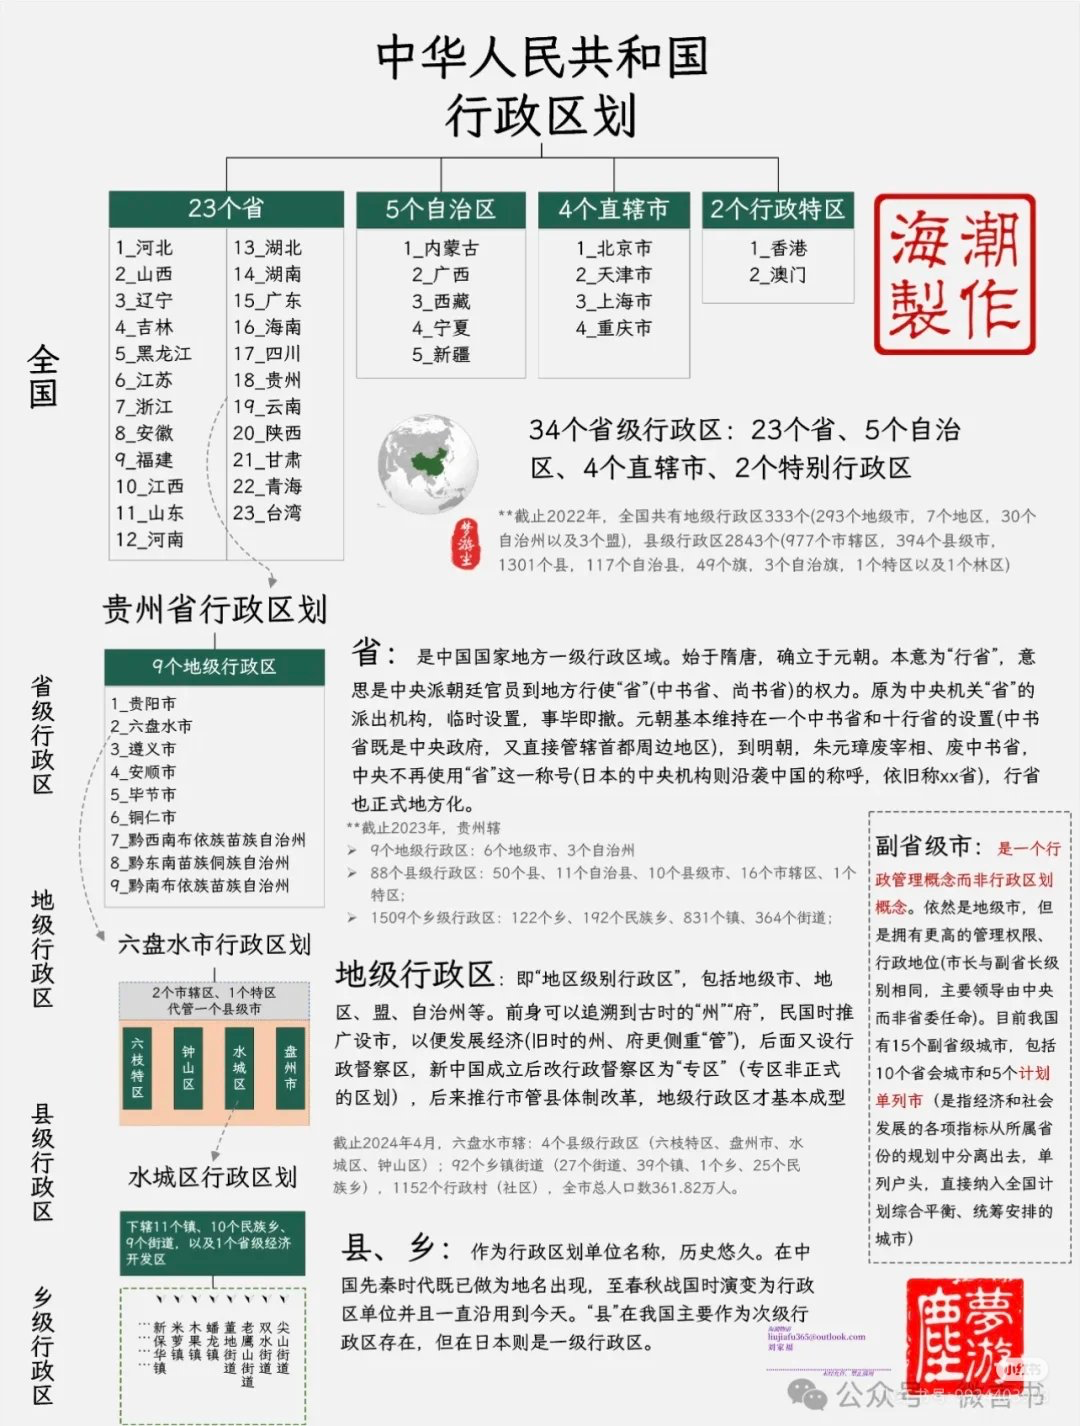 中华人民共和国
行政区划
23个省
5个自治区
4个直辖市
2个行政特区
1_河北
2_山西
3_辽宁
4_吉林
5_黑龙江
6_江苏
7_浙江
8_安徽
9_福建
10_江西
11_山东
12_河南
13_湖北
14_湖南
15_广东
16_海南
17_四川
18_贵州
19_云南
20_陕西
21_甘肃
22_青海
23_台湾
1_内蒙古
2_广西
3_西藏
4_宁夏
5_新疆
1_北京市
2_天津市
3_上海市
4_重庆市
1_香港
2_澳门
海潮
製作
全国
34个省级行政区：23个省、5个自治
区、4个直辖市、2个特别行政区
梦游尘
**截止2022年，全国共有地级行政区333个(293个地级市，7个地区，30个
自治州以及3个盟)，县级行政区2843个(977个市辖区，394个县级市，
1301个县，117个自治县，49个旗，3个自治旗，1个特区以及1个林区)
贵州省行政区划
省级行政区
9个地级行政区
1_贵阳市
2_六盘水市
3_遵义市
4_安顺市
5_毕节市
6_铜仁市
7_黔西南布依族苗族自治州
8_黔东南苗族侗族自治州
9_黔南布依族苗族自治州
省：是中国国家地方一级行政区域。始于隋唐，确立于元朝。本意为“行省”，意
思是中央派朝廷官员到地方行使“省”(中书省、尚书省)的权力。原为中央机关“省”的
派出机构，临时设置，事毕即撤。元朝基本维持在一个中书省和十行省的设置(中书
省既是中央政府，又直接管辖首都周边地区)，到明朝，朱元璋废宰相、废中书省，
中央不再使用“省”这一称号(日本的中央机构则沿袭中国的称呼，依旧称xx省)，行省
也正式地方化。
**截止2023年，贵州辖
➢ 9个地级行政区：6个地级市、3个自治州
➢ 88个县级行政区：50个县、11个自治县、10个县级市、16个市辖区、1个
特区；
➢ 1509个乡级行政区：122个乡、192个民族乡、831个镇、364个街道；
副省级市：是一个行
政管理概念而非行政区划
概念。依然是地级市，但
是拥有更高的管理权限、
行政地位(市长与副省长级
别相同，主要领导由中央
而非省委任命)。目前我国
有15个副省级城市，包括
10个省会城市和5个计划
单列市（是指经济和社会
发展的各项指标从所属省
份的规划中分离出去，单
列户头，直接纳入全国计
划综合平衡、统筹安排的
城市）
地级行政区
六盘水市行政区划
2个市辖区、1个特区
代管一个县级市
六枝特区
钟山区
水城区
盘州市
地级行政区：即“地区级别行政区”，包括地级市、地
区、盟、自治州等。前身可以追溯到古时的“州”“府”，民国时推
广设市，以便发展经济(旧时的州、府更侧重“管”)，后面又设行
政督察区，新中国成立后改行政督察区为“专区”（专区非正式
的区划），后来推行市管县体制改革，地级行政区才基本成型
截止2024年4月，六盘水市辖：4个县级行政区（六枝特区、盘州市、水
城区、钟山区）；92个乡镇街道（27个街道、39个镇、1个乡、25个民
族乡），1152个行政村（社区），全市总人口数361.82万人。
县级行政区
水城区行政区划
下辖11个镇、10个民族乡、
9个街道，以及1个省级经济
开发区
乡级行政区
……
新保华镇
米萝镇
木果镇
蟠龙镇
董地街道
老鹰山街道
双水街道
尖山街道
县、乡：作为行政区划单位名称，历史悠久。在中
国先秦时代既已做为地名出现，至春秋战国时演变为行政
区单位并且一直沿用到今天。“县”在我国主要作为次级行
政区存在，但在日本则是一级行政区。
liujiafu365@outlook.com
刘家福
未经允许，禁止调用
夢游塵
小红书
公众号·微言书